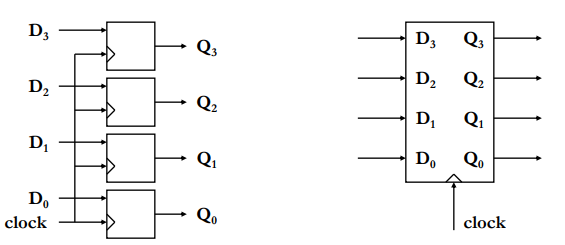 D₃
Q₃
D₂
Q₂
D₁
Q₁
D₀
clock
Q₀
D₃ Q₃
D₂ Q₂
D₁ Q₁
D₀ Q₀
clock